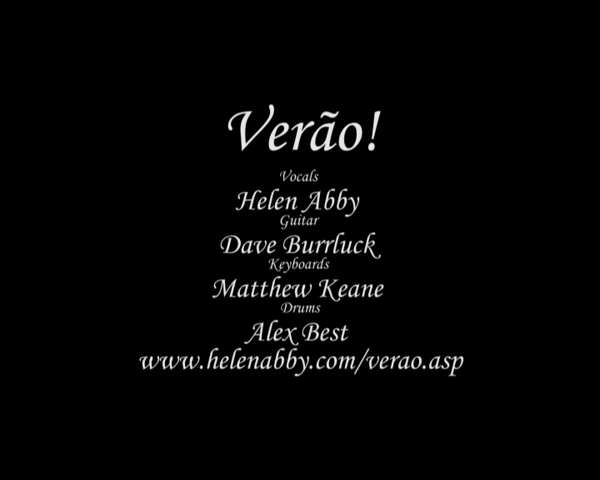 Verão!
Vocals
Helen Abby
Guitar
Dave Burrluck
Keyboards
Matthew Keane
Drums
Alex Best
www.helenabby.com/verao.asp